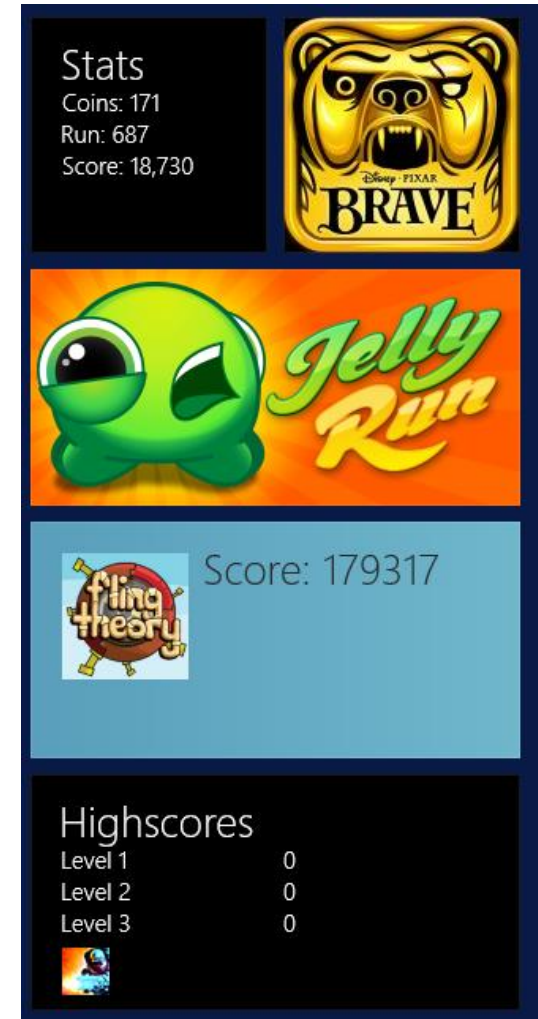 Stats
Coins: 171
Run: 687
Score: 18,730
Disney · PIXAR
BRAVE
Jelly
Run
fling
theory
Score: 179317
Highscores
Level 1 0
Level 2 0
Level 3 0